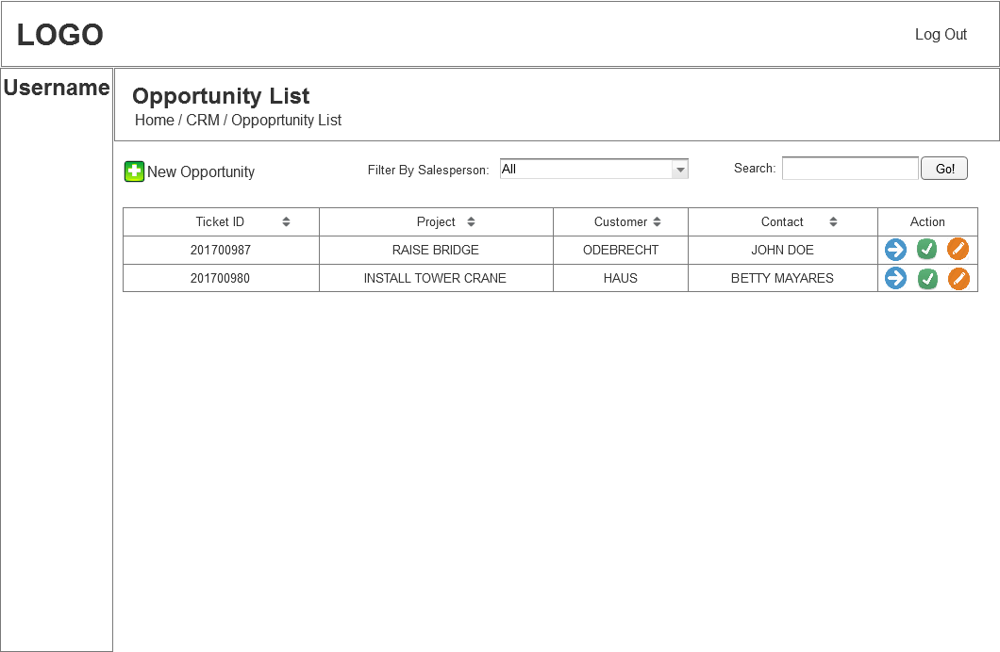 LOGO
Log Out
Username
Opportunity List
Home / CRM / Oppoprtunity List
New Opportunity
Filter By Salesperson: All
Search: Go!
Ticket ID Project Customer Contact Action
201700987 RAISE BRIDGE ODEBRECHT JOHN DOE
201700980 INSTALL TOWER CRANE HAUS BETTY MAYARES